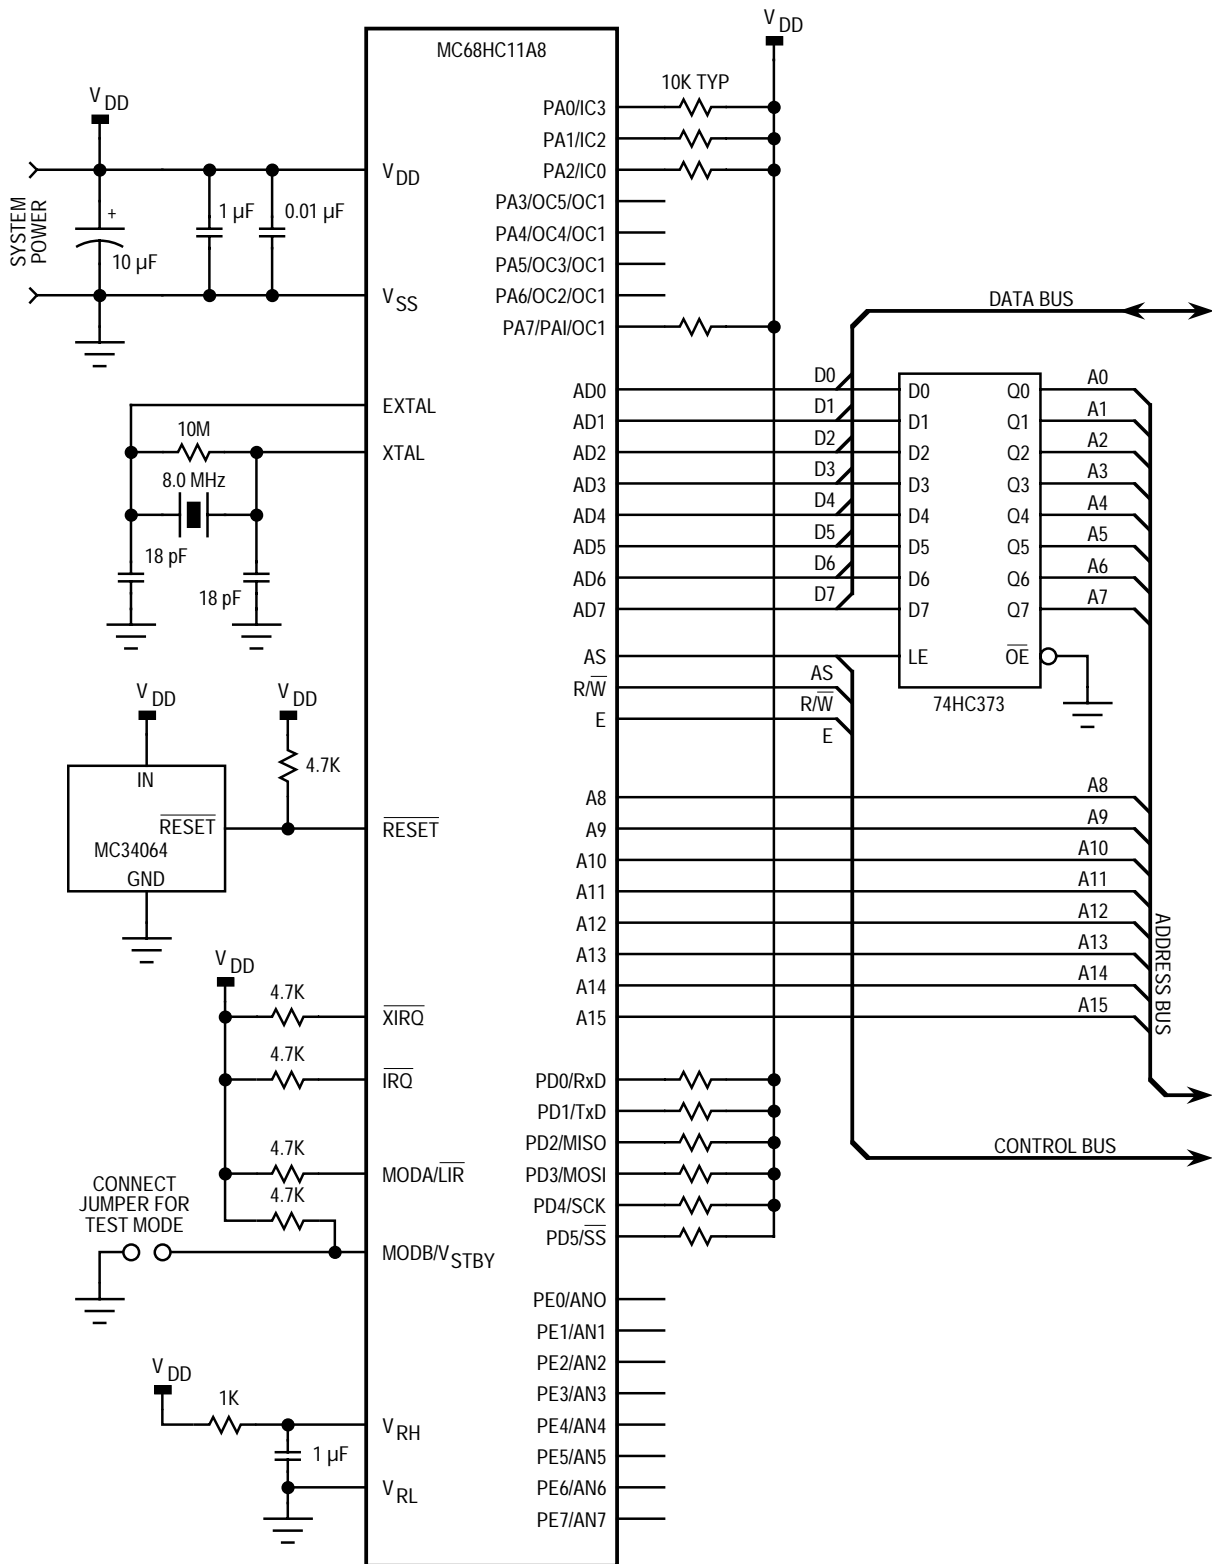 MC68HC11A8
V DD
SYSTEM
POWER
+
10 µF
1 µF
0.01 µF
VDD
VSS
EXTAL
XTAL
10M
8.0 MHz
18 pF
18 pF
V DD
IN
RESET
MC34064
GND
V DD
4.7K
RESET
V DD
4.7K
XIRQ
4.7K
IRQ
4.7K
MODA/LIR
4.7K
CONNECT
JUMPER FOR
TEST MODE
MODB/VSTBY
V DD
1K
VRH
1 µF
VRL
V DD
10K TYP
PA0/IC3
PA1/IC2
PA2/IC0
PA3/OC5/OC1
PA4/OC4/OC1
PA5/OC3/OC1
PA6/OC2/OC1
PA7/PAI/OC1
AD0
AD1
AD2
AD3
AD4
AD5
AD6
AD7
AS
R/W
E
A8
A9
A10
A11
A12
A13
A14
A15
PD0/RxD
PD1/TxD
PD2/MISO
PD3/MOSI
PD4/SCK
PD5/SS
PE0/ANO
PE1/AN1
PE2/AN2
PE3/AN3
PE4/AN4
PE5/AN5
PE6/AN6
PE7/AN7
DATA BUS
D0
D1
D2
D3
D4
D5
D6
D7
AS
R/W
E
D0 Q0
D1 Q1
D2 Q2
D3 Q3
D4 Q4
D5 Q5
D6 Q6
D7 Q7
LE OE
74HC373
A0
A1
A2
A3
A4
A5
A6
A7
A8
A9
A10
A11
A12
A13
A14
A15
ADDRESS BUS
CONTROL BUS